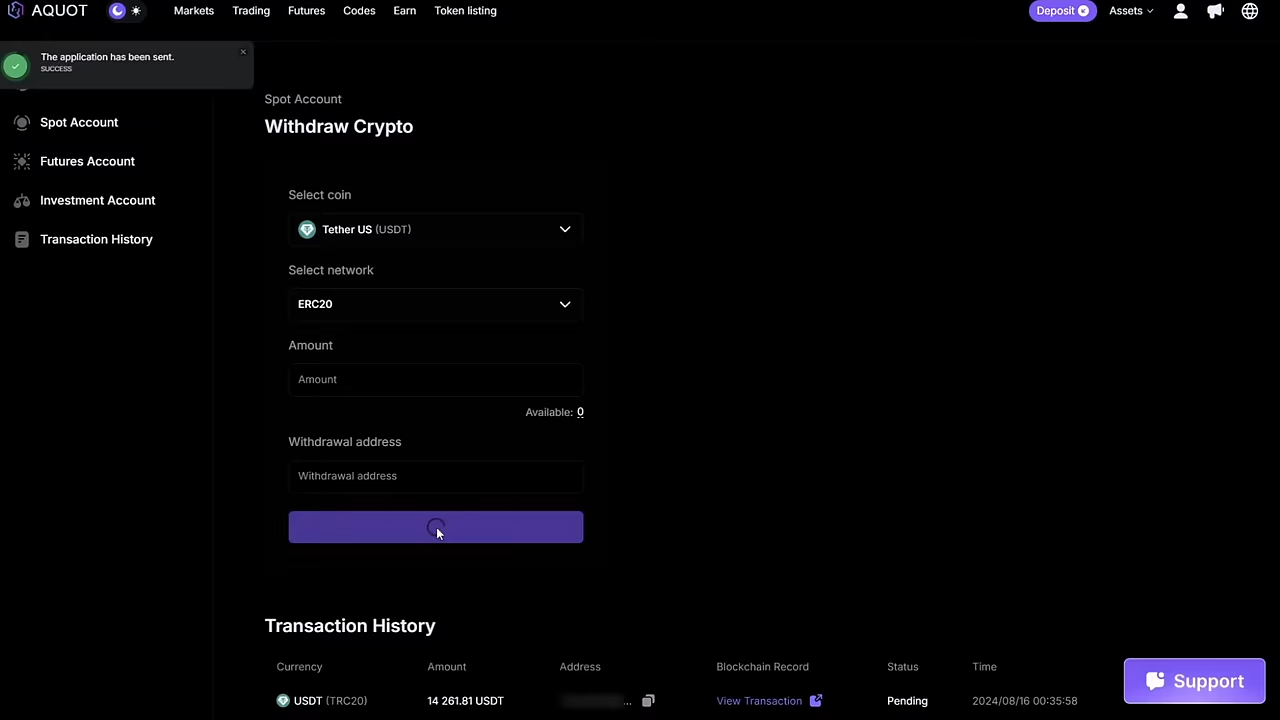 AQUOT
Markets Trading Futures Codes Earn Token listing
Deposit Assets
The application has been sent.
SUCCESS
Spot Account
Futures Account
Investment Account
Transaction History
Spot Account
Withdraw Crypto
Select coin
Tether US (USDT)
Select network
ERC20
Amount
Amount
Available: 0
Withdrawal address
Withdrawal address
Transaction History
Currency Amount Address Blockchain Record Status Time
USDT (TRC20) 14 261.81 USDT ... View Transaction Pending 2024/08/16 00:35:58
Support